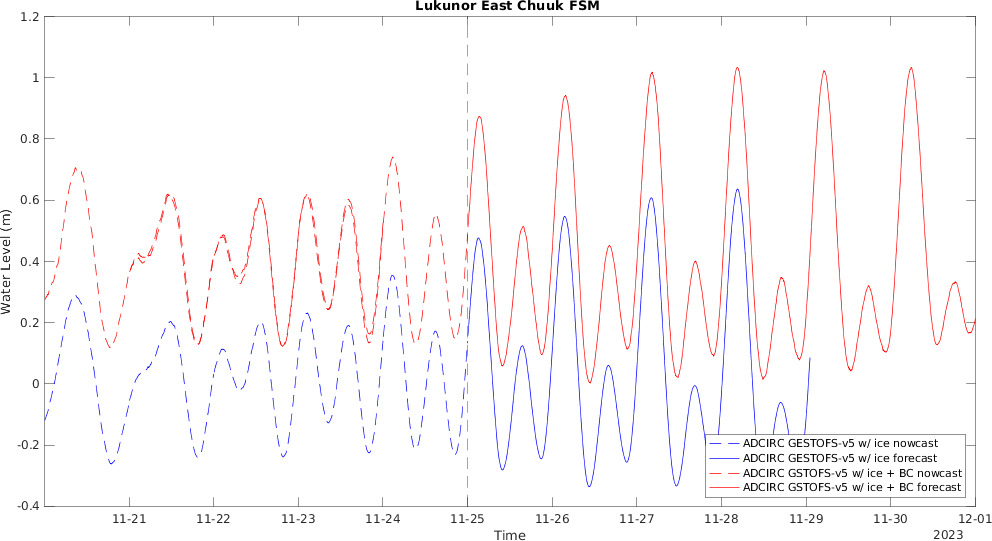 Lukunor East Chuuk FSM
1.2
1
0.8
0.6
0.4
0.2
0
-0.2
-0.4
Water Level (m)
ADCIRC GESTOFS-v5 w/ ice nowcast
ADCIRC GESTOFS-v5 w/ ice forecast
ADCIRC GSTOFS-v5 w/ ice + BC nowcast
ADCIRC GSTOFS-v5 w/ ice + BC forecast
11-21 11-22 11-23 11-24 11-25 11-26 11-27 11-28 11-29 11-30 12-01
Time
2023